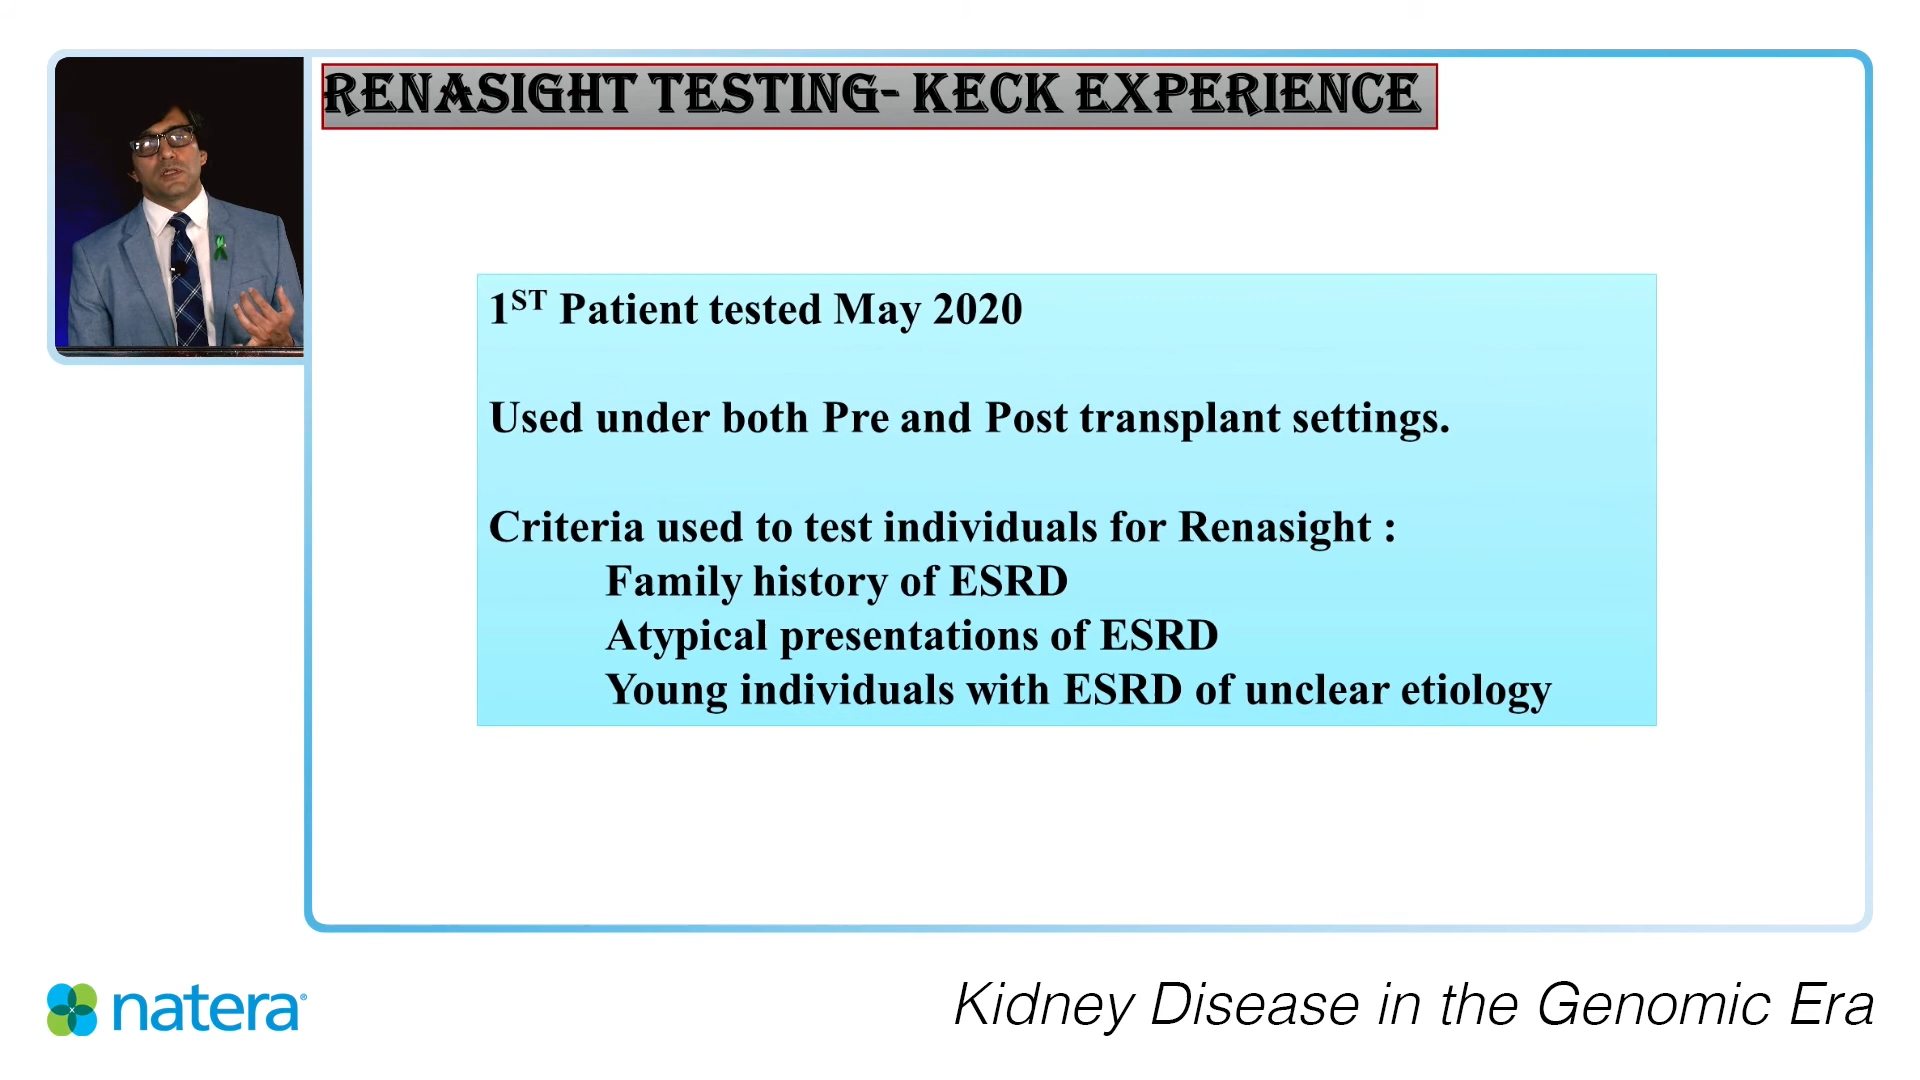 RENASIGHT TESTING- KECK EXPERIENCE
1ST Patient tested May 2020
Used under both Pre and Post transplant settings.
Criteria used to test individuals for Renasight :
Family history of ESRD
Atypical presentations of ESRD
Young individuals with ESRD of unclear etiology
natera®
Kidney Disease in the Genomic Era